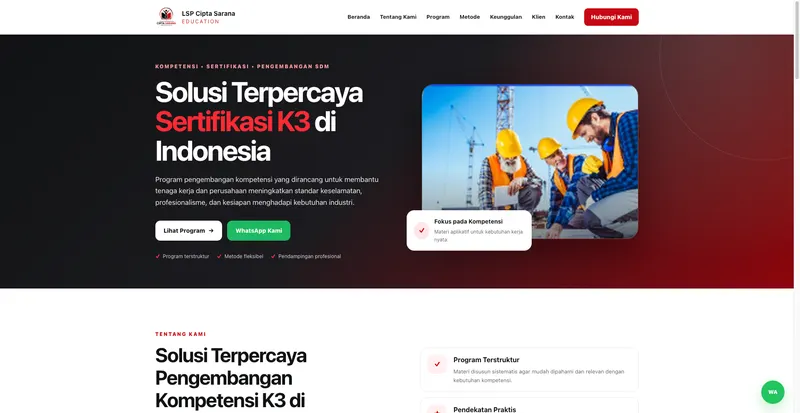 CIPTA SARANA
LSP Cipta Sarana
EDUCATION
Beranda
Tentang Kami
Program
Metode
Keunggulan
Klien
Kontak
Hubungi Kami
KOMPETENSI • SERTIFIKASI • PENGEMBANGAN SDM
Solusi Terpercaya
Sertifikasi K3 di
Indonesia
Program pengembangan kompetensi yang dirancang untuk membantu
tenaga kerja dan perusahaan meningkatkan standar keselamatan,
profesionalisme, dan kesiapan menghadapi kebutuhan industri.
Lihat Program →
WhatsApp Kami
✓ Program terstruktur
✓ Metode fleksibel
✓ Pendampingan profesional
Fokus pada Kompetensi
Materi aplikatif untuk kebutuhan kerja
nyata
TENTANG KAMI
Solusi Terpercaya
Pengembangan
Kompetensi K3 di
Program Terstruktur
Materi disusun sistematic agar mudah dipahami dan relevan dengan
kebutuhan kompetensi.
Pendekatan Praktis
WA